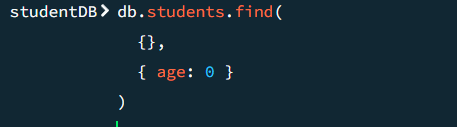 studentDB> db.students.find(
{},
{ age: 0 }
)